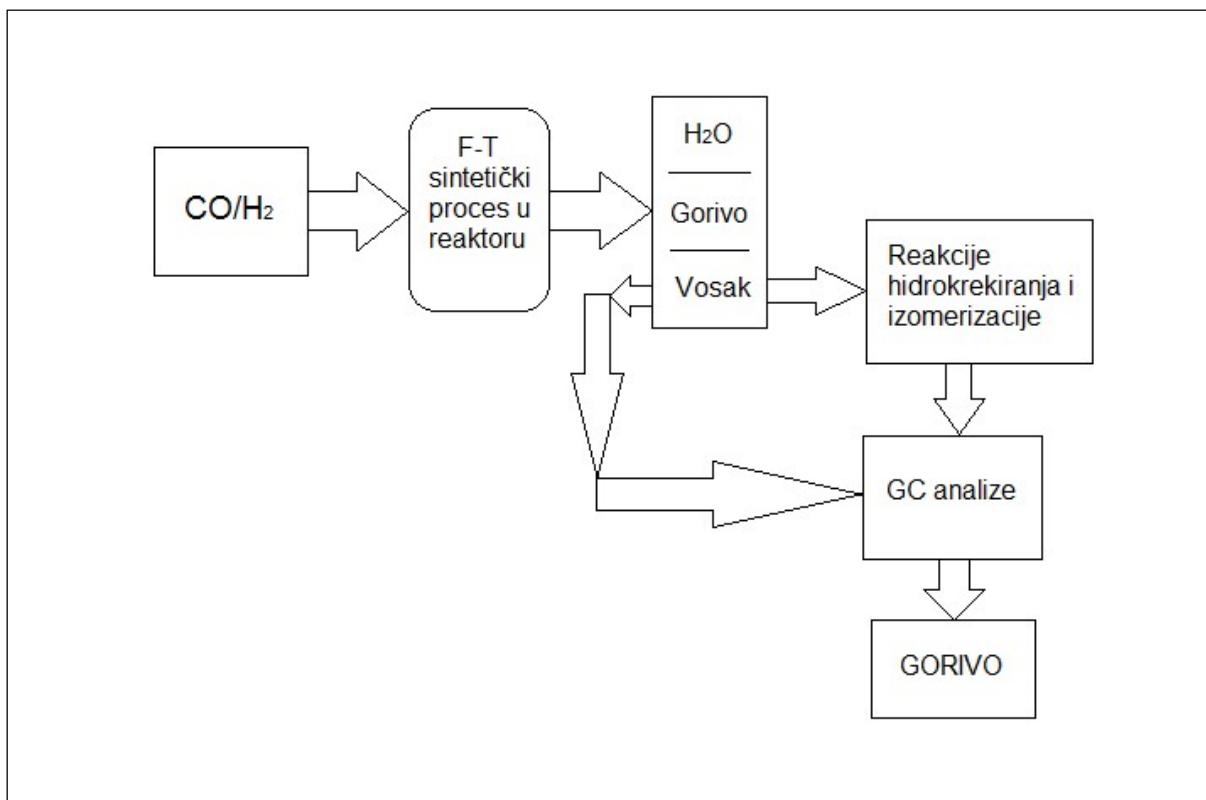 CO/H₂
F-T
sintetički
proces u
reaktoru
H₂O
Gorivo
Vosak
Reakcije
hidrokrekiranja i
izomerizacije
GC analize
GORIVO